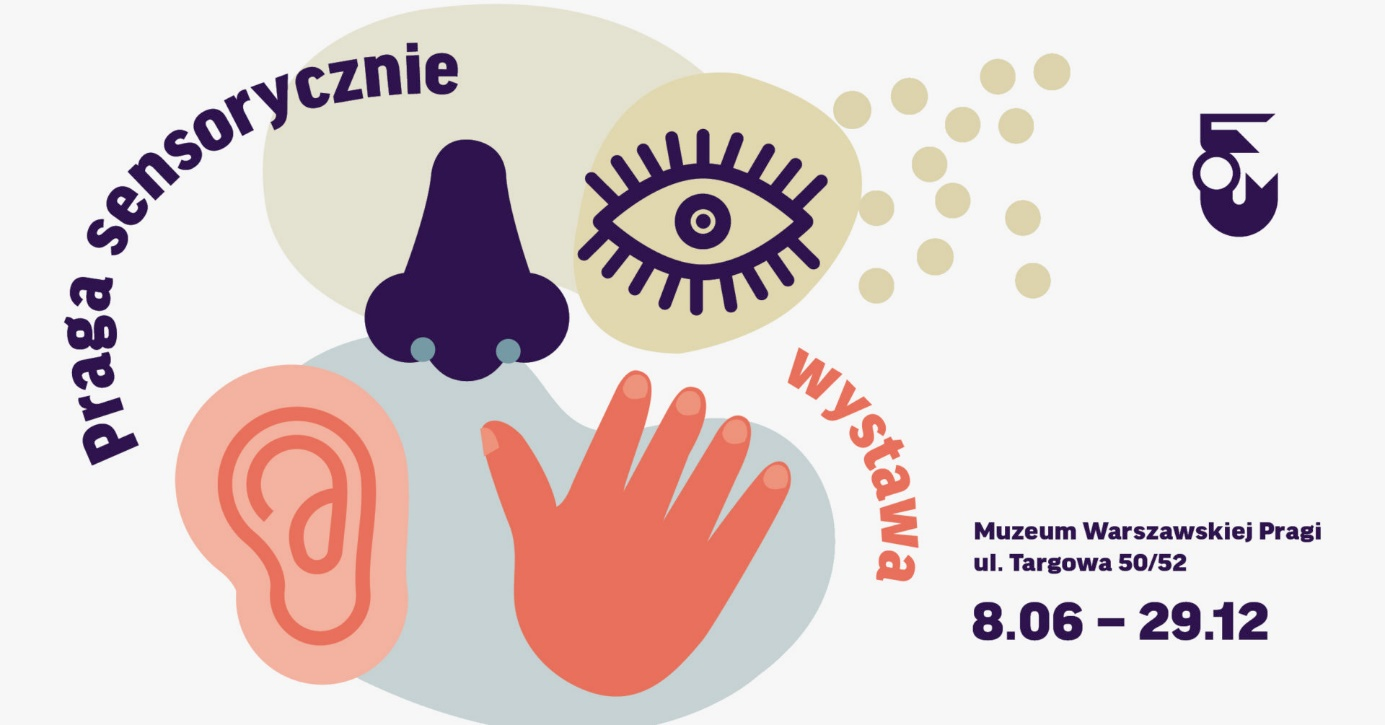 praga sensorycznie
wystawa
Muzeum Warszawskiej Pragi
ul. Targowa 50/52
8.06 – 29.12